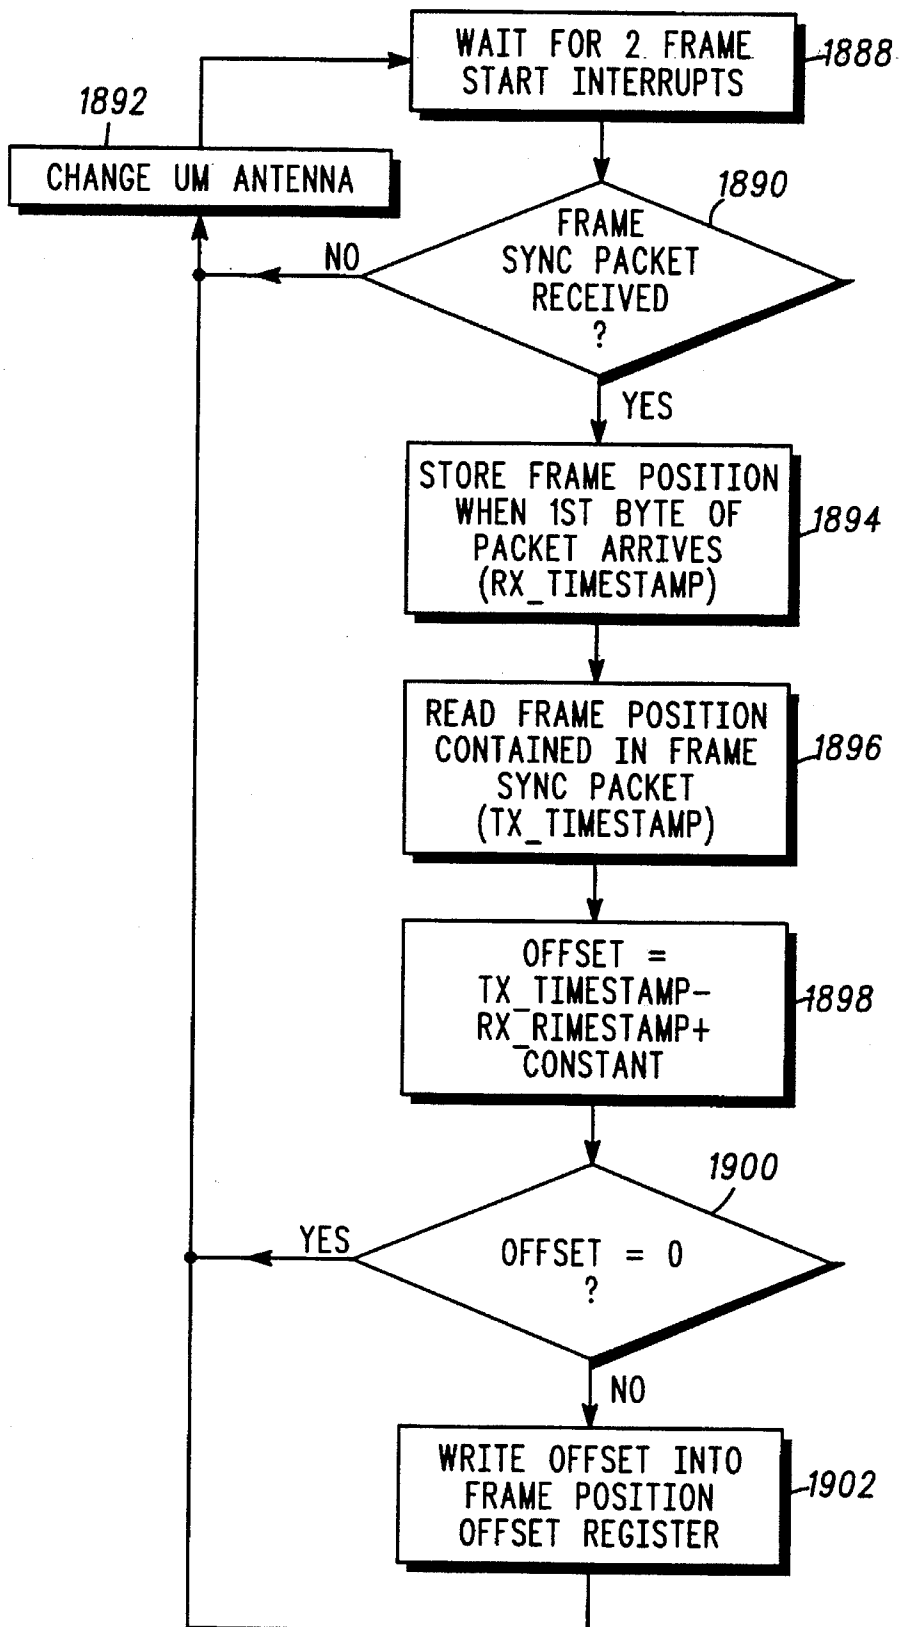 WAIT FOR 2 FRAME
START INTERRUPTS
1888
1892
CHANGE UM ANTENNA
1890
FRAME
SYNC PACKET
RECEIVED
?
NO
YES
STORE FRAME POSITION
WHEN 1ST BYTE OF
PACKET ARRIVES
(RX_TIMESTAMP)
1894
READ FRAME POSITION
CONTAINED IN FRAME
SYNC PACKET
(TX_TIMESTAMP)
1896
OFFSET =
TX_TIMESTAMP-
RX_RIMESTAMP+
CONSTANT
1898
1900
YES
OFFSET = 0
?
NO
WRITE OFFSET INTO
FRAME POSITION
OFFSET REGISTER
1902